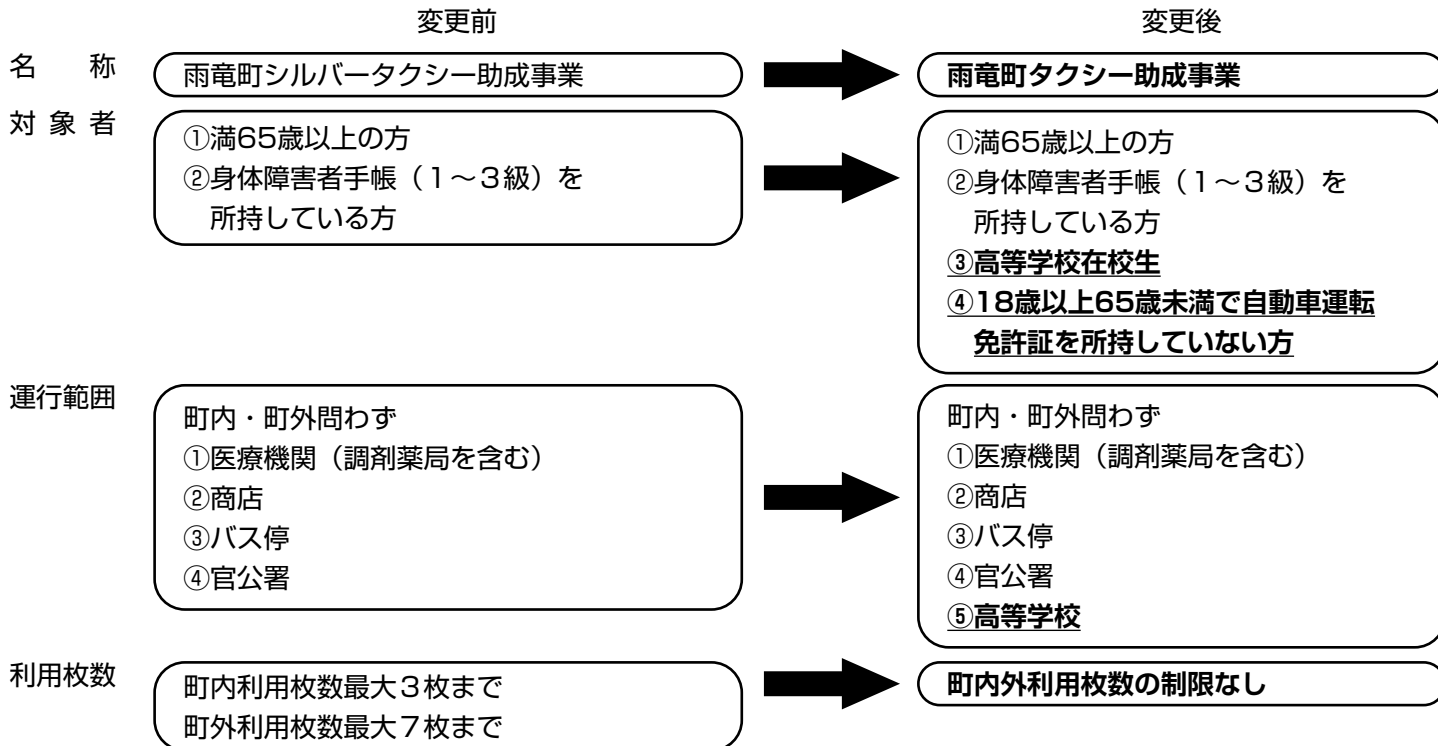 変更前
変更後
名　　称
雨竜町シルバータクシー助成事業
雨竜町タクシー助成事業
対象者
①満65歳以上の方
②身体障害者手帳（１～３級）を
所持している方
①満65歳以上の方
②身体障害者手帳（１～３級）を
所持している方
③高等学校在校生
④18歳以上65歳未満で自動車運転
免許証を所持していない方
運行範囲
町内・町外問わず
①医療機関（調剤薬局を含む）
②商店
③バス停
④官公署
町内・町外問わず
①医療機関（調剤薬局を含む）
②商店
③バス停
④官公署
⑤高等学校
利用枚数
町内利用枚数最大３枚まで
町外利用枚数最大７枚まで
町内外利用枚数の制限なし